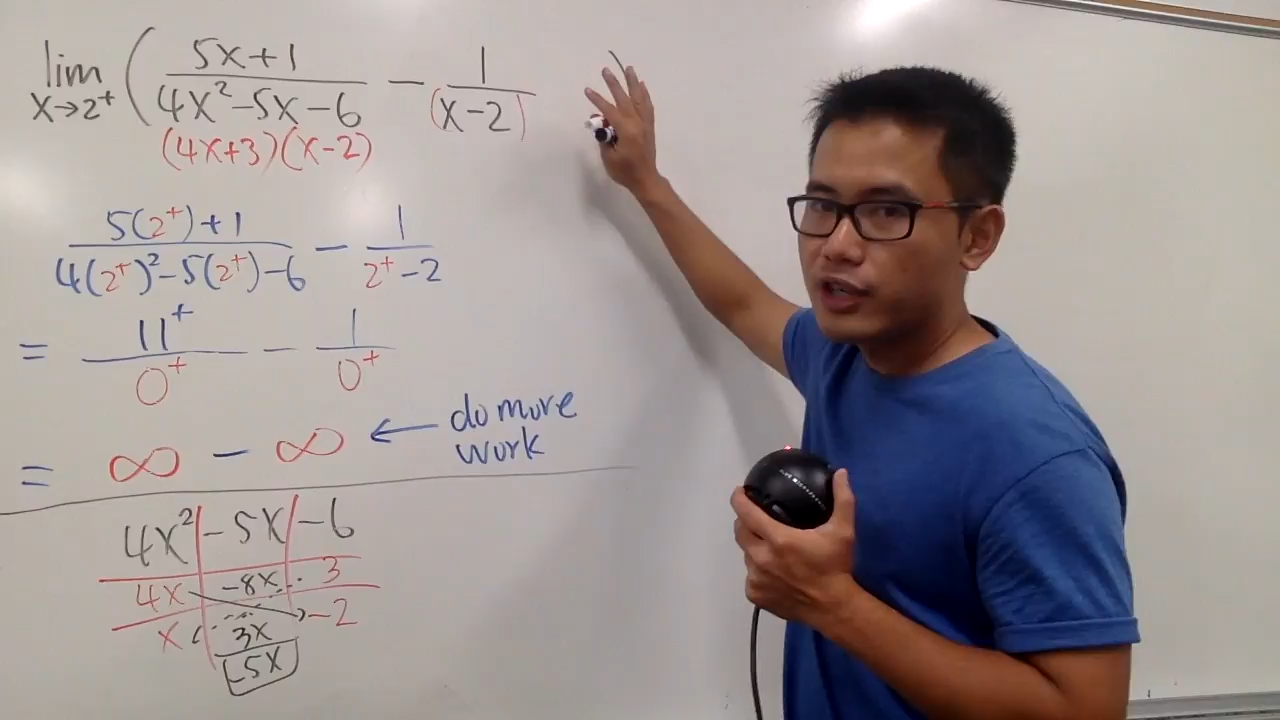 lim x→2⁺ ( (5x+1)/(4x²-5x-6) - 1/(x-2) )
(4x+3)(x-2)
(5(2⁺)+1)/(4(2⁺)²-5(2⁺)-6) - 1/(2⁺-2)
= 11⁺/0⁺ - 1/0⁺
= ∞ - ∞ ← do more work
4x² | -5x | -6
4x -8x 3
x 3x -2
-5x